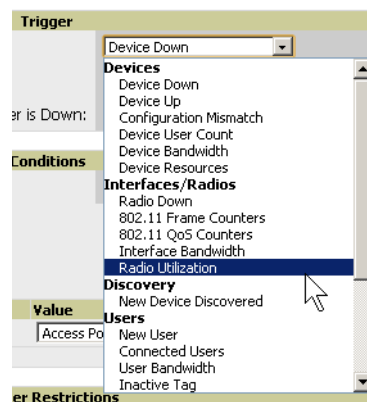 Trigger
Device Down
Devices
Device Down
Device Up
er is Down:
Configuration Mismatch
Device User Count
Device Bandwidth
Conditions
Device Resources
Interfaces/Radios
Radio Down
802.11 Frame Counters
802.11 QoS Counters
Interface Bandwidth
Radio Utilization
Discovery
New Device Discovered
Value
Users
Access Po
New User
Connected Users
User Bandwidth
Inactive Tag
er Restrictions